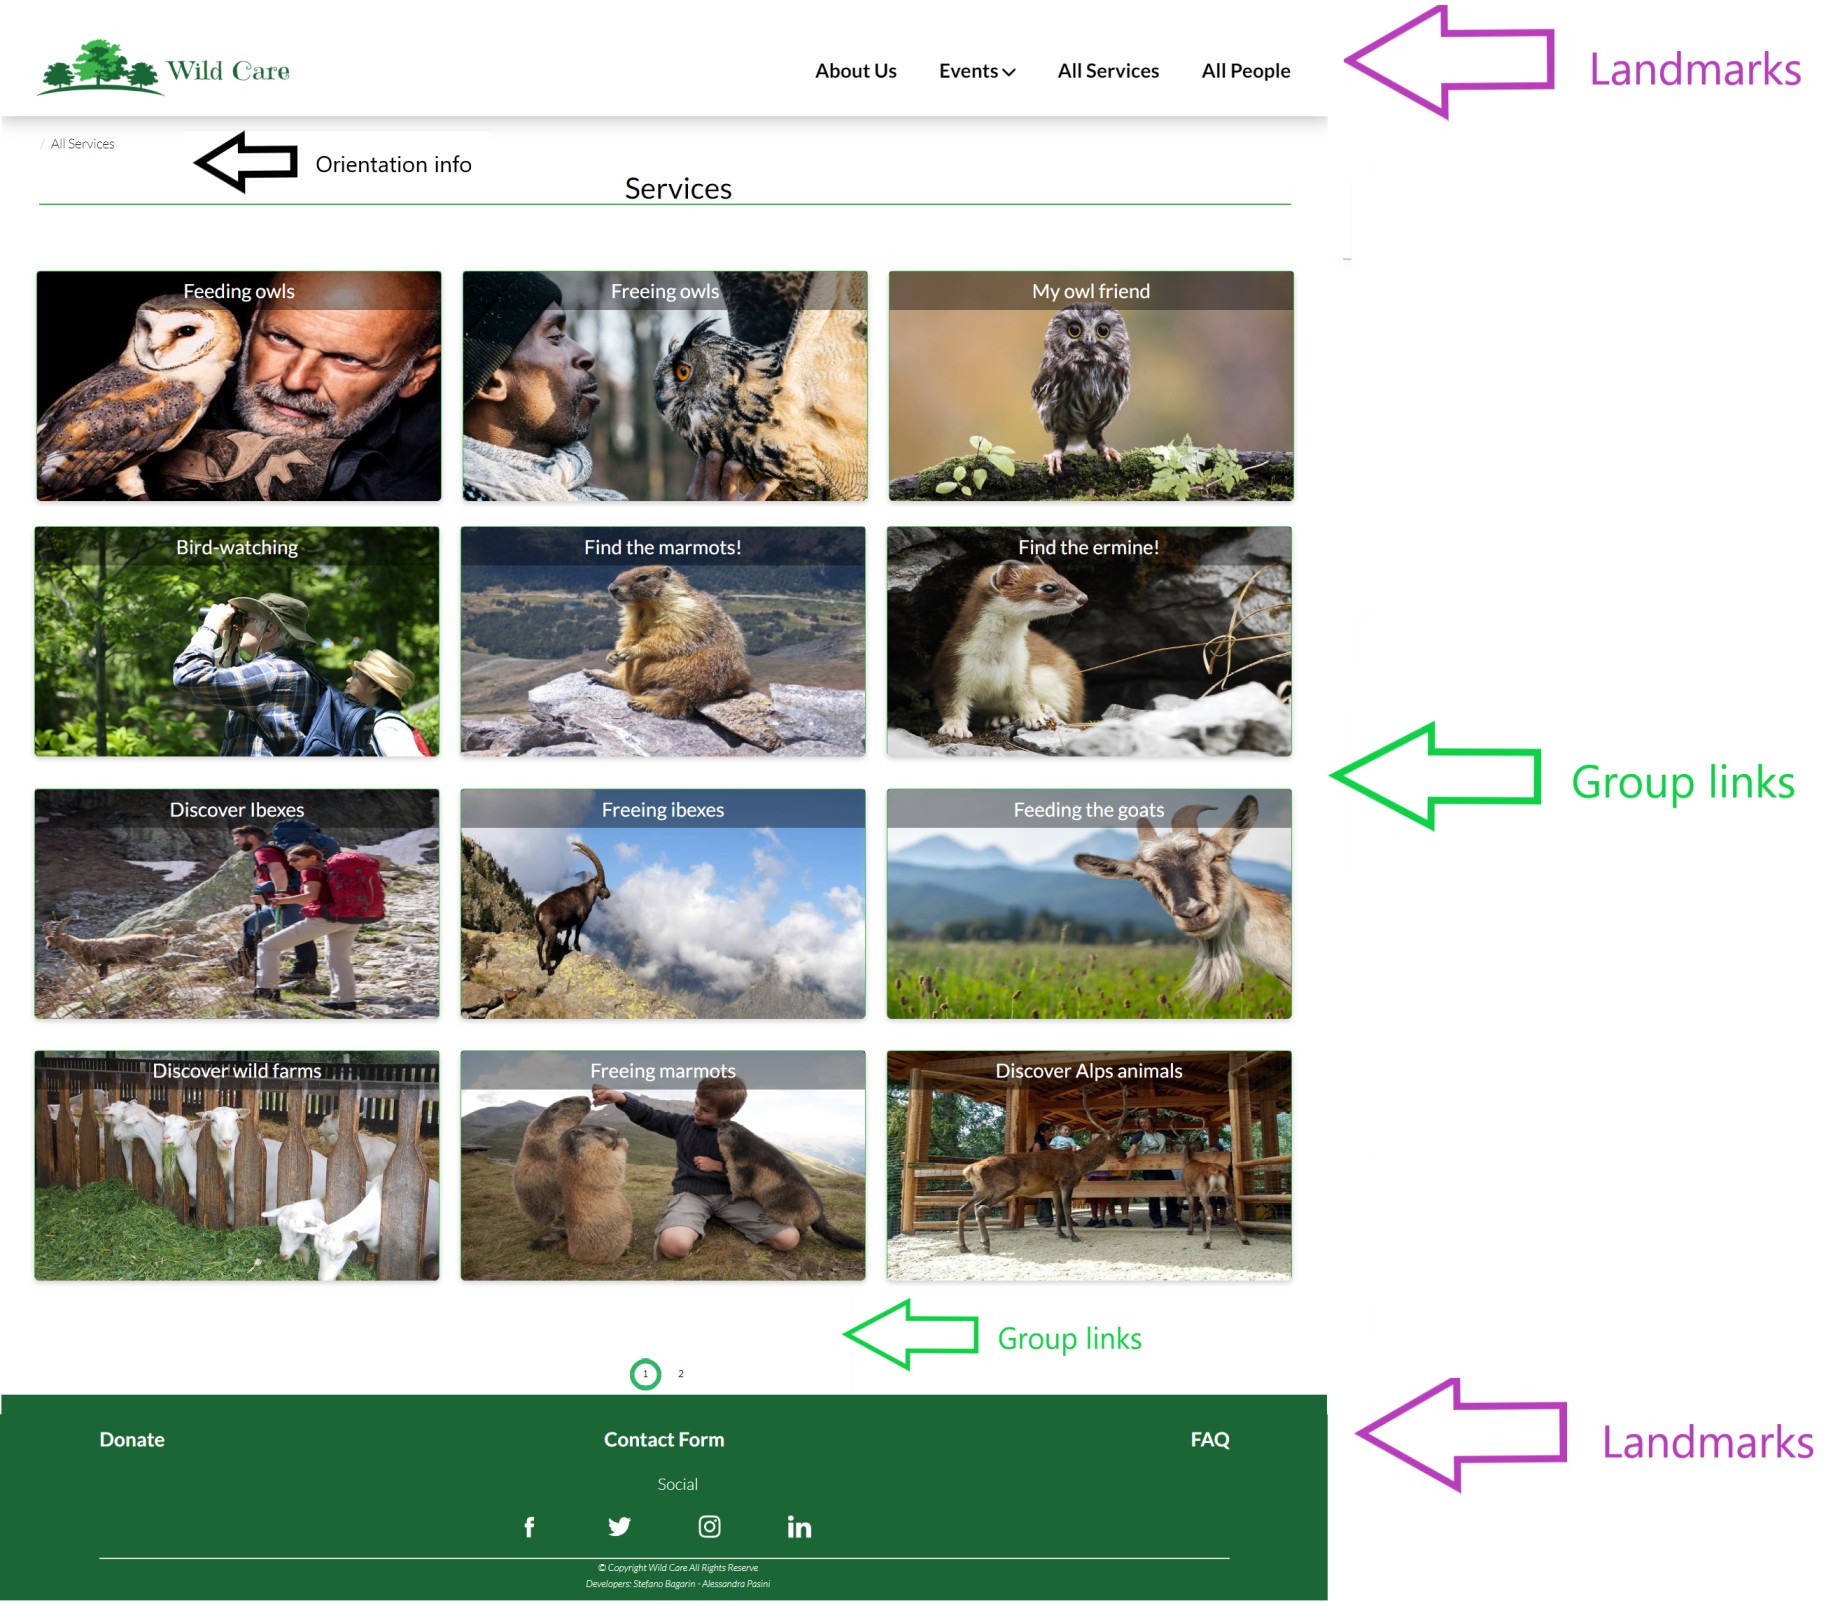 Wild Care
About Us
Events
All Services
All People
Landmarks
/ All Services
Orientation info
Services
Feeding owls
Freeing owls
My owl friend
Bird-watching
Find the marmots!
Find the ermine!
Group links
Discover Ibexes
Freeing ibexes
Feeding the goats
Discover wild farms
Freeing marmots
Discover Alps animals
Group links
1
2
Donate
Contact Form
FAQ
Landmarks
Social
© Copyright Wild Care All Rights Reserve
Developers: Stefano Bagarin - Alessandra Pasini